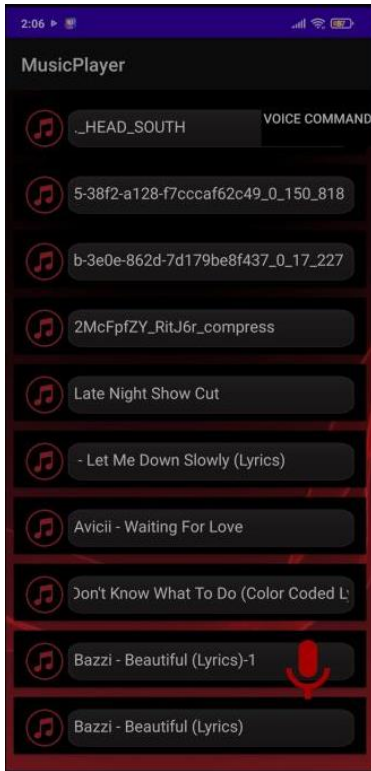 2:06
MusicPlayer
._HEAD_SOUTH
VOICE COMMAND
5-38f2-a128-f7cccaf62c49_0_150_818
b-3e0e-862d-7d179be8f437_0_17_227
2McFpfZY_RitJ6r_compress
Late Night Show Cut
- Let Me Down Slowly (Lyrics)
Avicii - Waiting For Love
Don't Know What To Do (Color Coded Ly
Bazzi - Beautiful (Lyrics)-1
Bazzi - Beautiful (Lyrics)